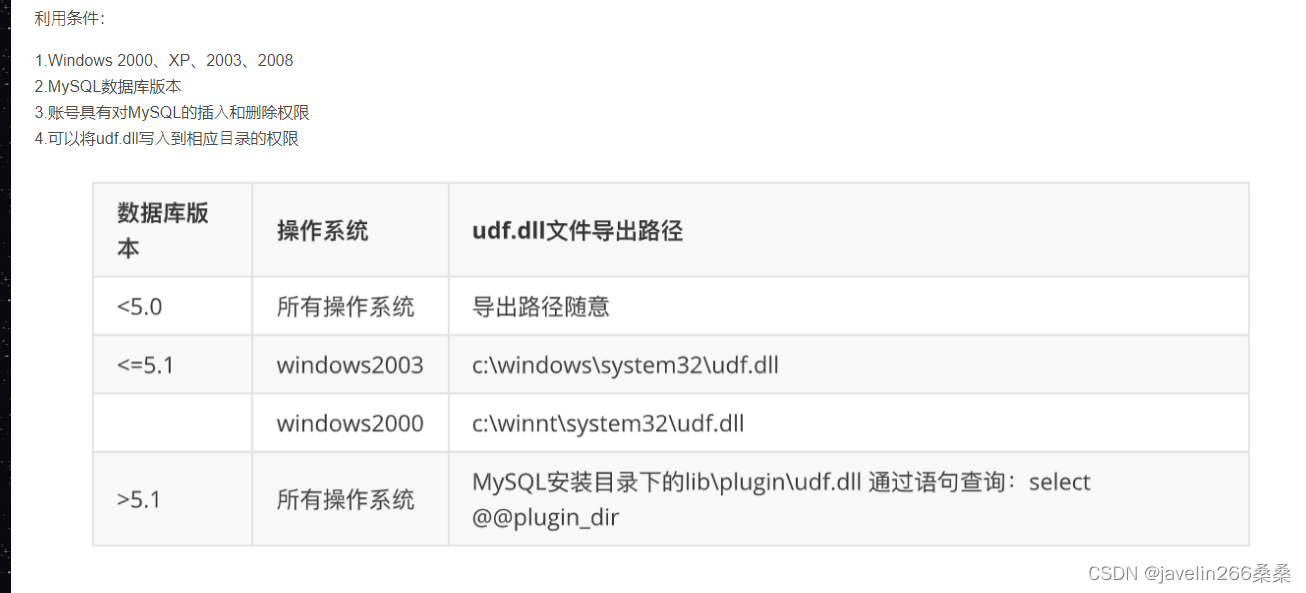 利用条件：
1.Windows 2000、XP、2003、2008
2.MySQL数据库版本
3.账号具有对MySQL的插入和删除权限
4.可以将udf.dll写入到相应目录的权限
数据库版
本
操作系统
udf.dll文件导出路径
<5.0
所有操作系统
导出路径随意
<=5.1
windows2003
c:\windows\system32\udf.dll
windows2000
c:\winnt\system32\udf.dll
>5.1
所有操作系统
MySQL安装目录下的lib\plugin\udf.dll 通过语句查询：select
@@plugin_dir
CSDN @javelin266桑桑